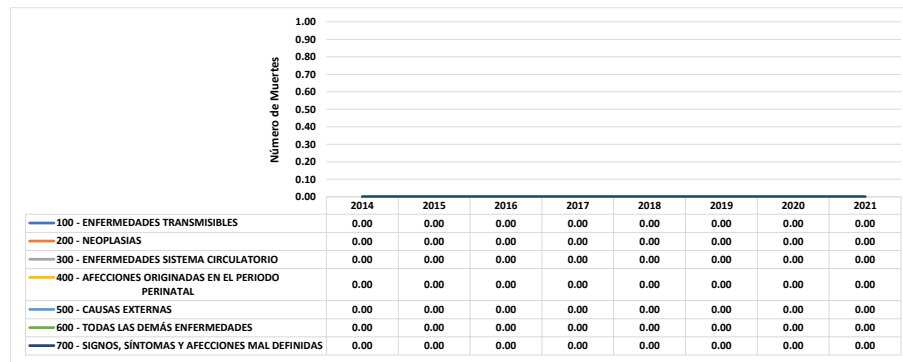 1.00
0.90
0.80
0.70
0.60
0.50
0.40
0.30
0.20
0.10
0.00
Número de Muertes
2014 2015 2016 2017 2018 2019 2020 2021
100 - ENFERMEDADES TRANSMISIBLES 0.00 0.00 0.00 0.00 0.00 0.00 0.00 0.00
200 - NEOPLASIAS 0.00 0.00 0.00 0.00 0.00 0.00 0.00 0.00
300 - ENFERMEDADES SISTEMA CIRCULATORIO 0.00 0.00 0.00 0.00 0.00 0.00 0.00 0.00
400 - AFECCIONES ORIGINADAS EN EL PERIODO
PERINATAL 0.00 0.00 0.00 0.00 0.00 0.00 0.00 0.00
500 - CAUSAS EXTERNAS 0.00 0.00 0.00 0.00 0.00 0.00 0.00 0.00
600 - TODAS LAS DEMÁS ENFERMEDADES 0.00 0.00 0.00 0.00 0.00 0.00 0.00 0.00
700 - SIGNOS, SÍNTOMAS Y AFECCIONES MAL DEFINIDAS 0.00 0.00 0.00 0.00 0.00 0.00 0.00 0.00